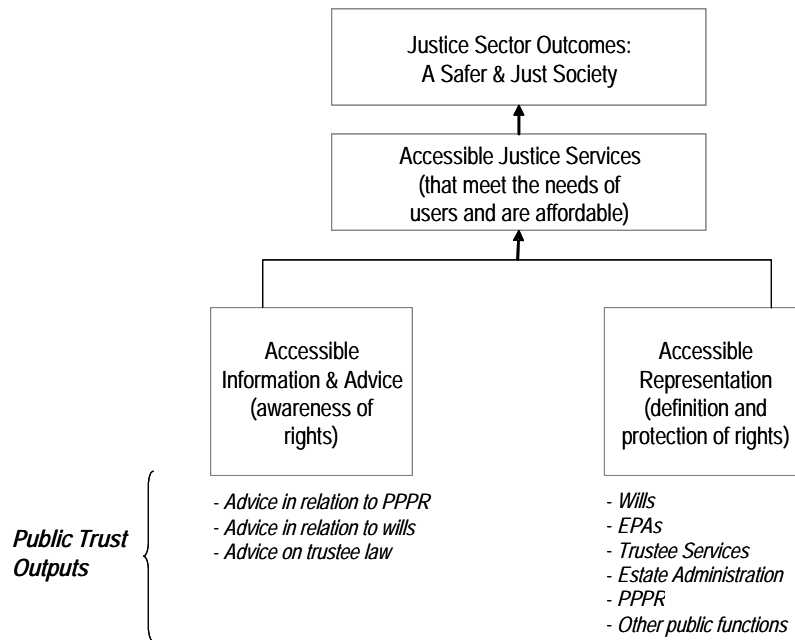 Justice Sector Outcomes:
A Safer & Just Society
Accessible Justice Services
(that meet the needs of
users and are affordable)
Accessible
Information & Advice
(awareness of
rights)
Accessible
Representation
(definition and
protection of rights)
Public Trust
Outputs
- Advice in relation to PPPR
- Advice in relation to wills
- Advice on trustee law
- Wills
- EPAs
- Trustee Services
- Estate Administration
- PPPR
- Other public functions